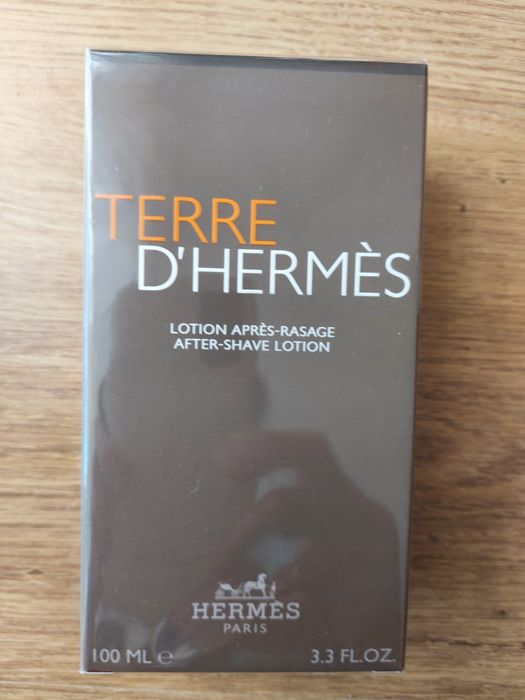 TERRE
D'HERMÈS
LOTION APRÈS-RASAGE
AFTER-SHAVE LOTION
HERMÈS
PARIS
100 ML ℮ 3.3 FL.OZ.